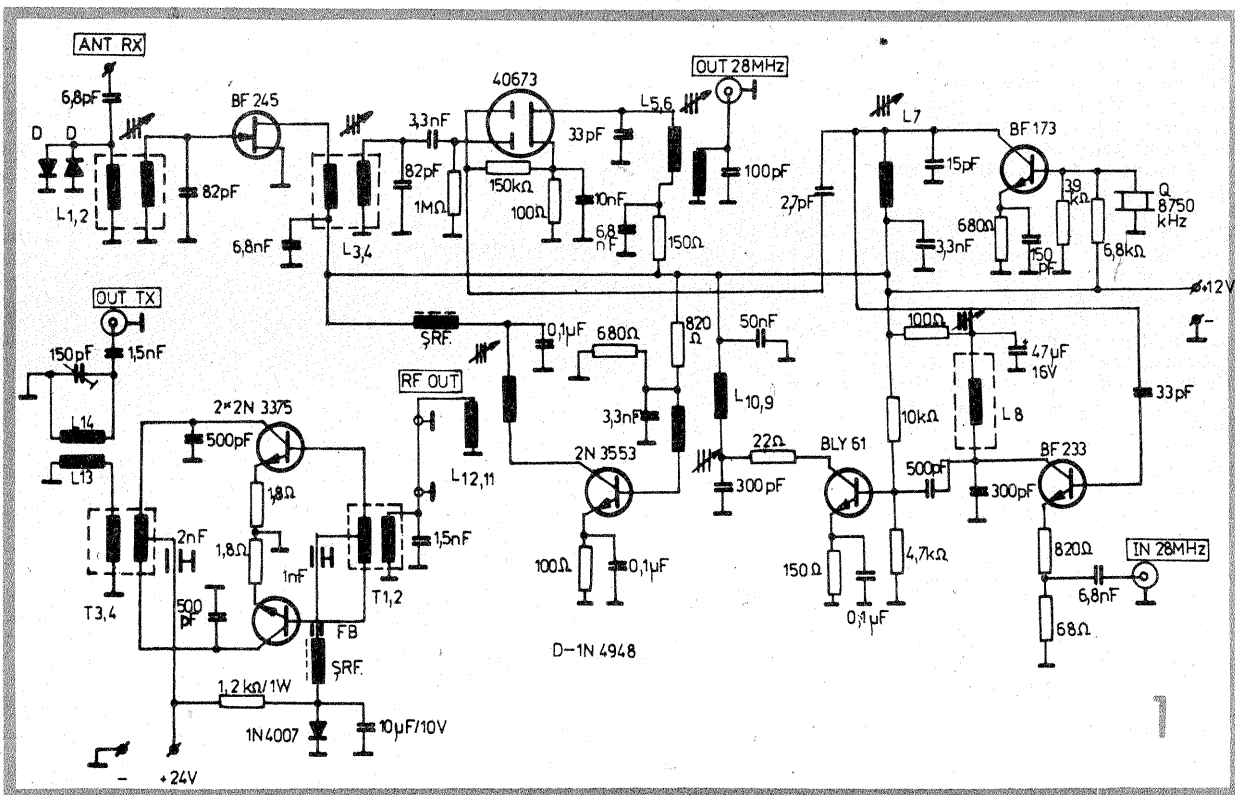 ANT RX
6,8pF
D D
BF 245
82pF
L1,2
6,8nF
L3,4
3,3nF
82pF
1MΩ
40673
150kΩ
100Ω
10nF
33pF
6,8
nF
150Ω
L5,6
OUT 28MHz
100pF
2,7pF
L7
15pF
3,3nF
BF 173
680Ω
150
pF
39
kΩ
6,8kΩ
Q
8750
kHz
+12V
-
OUT TX
1,5nF
150pF
L14
L13
2nF
T3,4
500pF
2*2N 3375
1,8Ω
1,8Ω
500
pF
1nF
T1,2
FB
ŞRF.
RF OUT
1,5nF
L12,11
ŞRF.
0,1µF
680Ω
820
Ω
3,3nF
2N 3553
100Ω
0,1µF
50nF
L10,9
300pF
22Ω
BLY 61
150Ω
0,1µF
10kΩ
4,7kΩ
500pF
100Ω
47µF
16V
L8
300pF
BF 233
33pF
820Ω
68Ω
6,8nF
IN 28MHz
D-1N 4948
1,2kΩ/1W
1N4007
10µF/10V
-
+24V
1